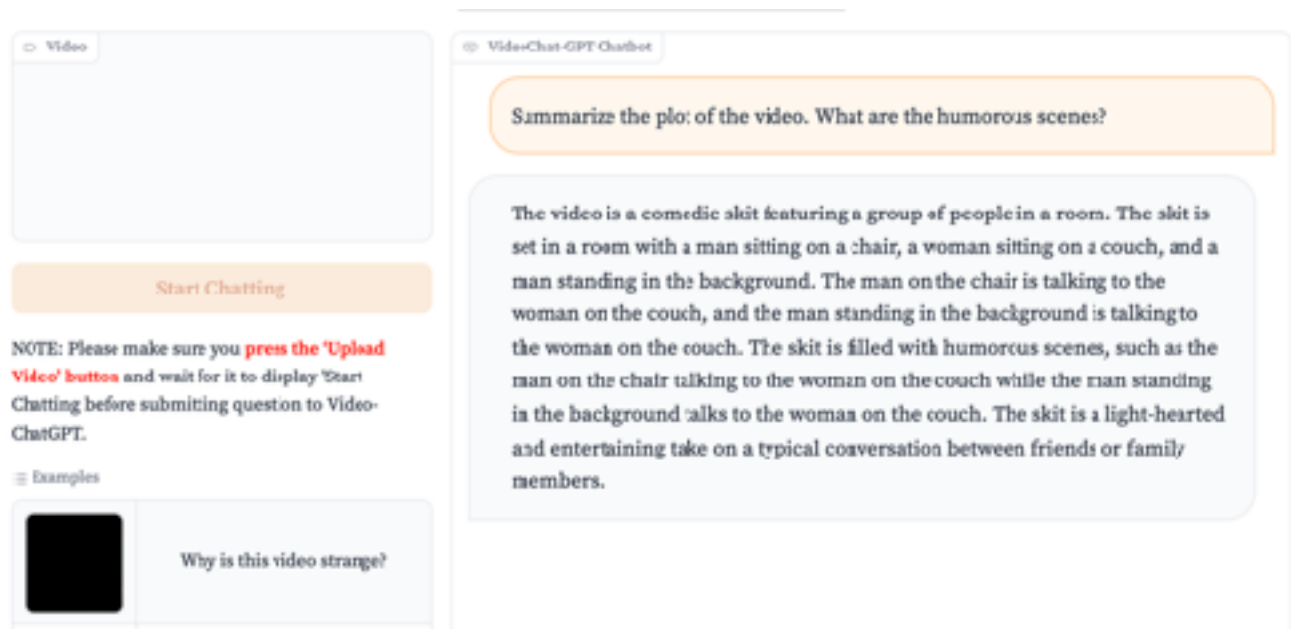 Video
Start Chatting
NOTE: Please make sure you press the 'Upload
Video' button and wait for it to display 'Start
Chatting before submitting question to Video-
ChatGPT.
Examples
Why is this video strange?
Video-Chat-GPT Chatbot
Summarize the plot of the video. What are the humorous scenes?
The video is a comedic skit featuring a group of people in a room. The skit is
set in a room with a man sitting on a chair, a woman sitting on a couch, and a
man standing in the background. The man on the chair is talking to the
woman on the couch, and the man standing in the background is talking to
the woman on the couch. The skit is filled with humorous scenes, such as the
man on the chair talking to the woman on the couch while the man standing
in the background talks to the woman on the couch. The skit is a light-hearted
and entertaining take on a typical conversation between friends or family
members.